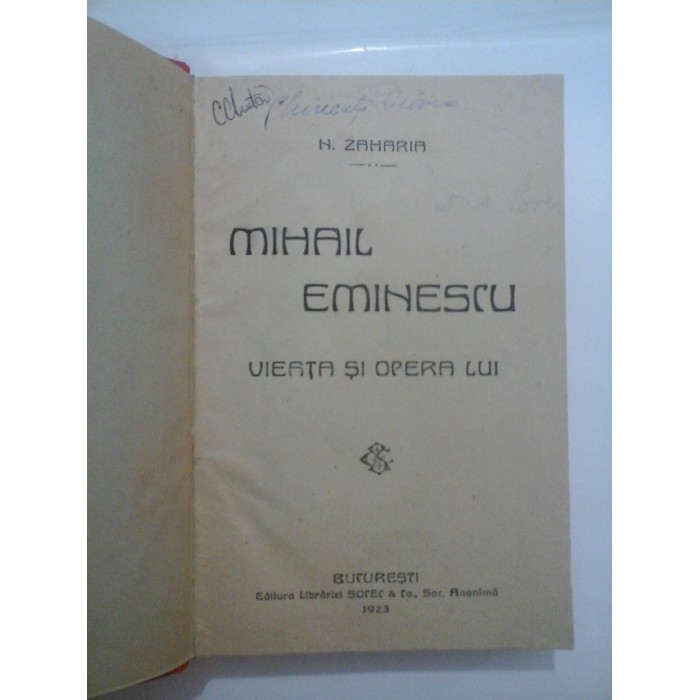 N. ZAHARIA
MIHAIL
EMINESCU
VIEAȚA ȘI OPERA LUI
BUCUREȘTI
Editura Librăriei SOCEC & Co., Soc. Anonimă
1923